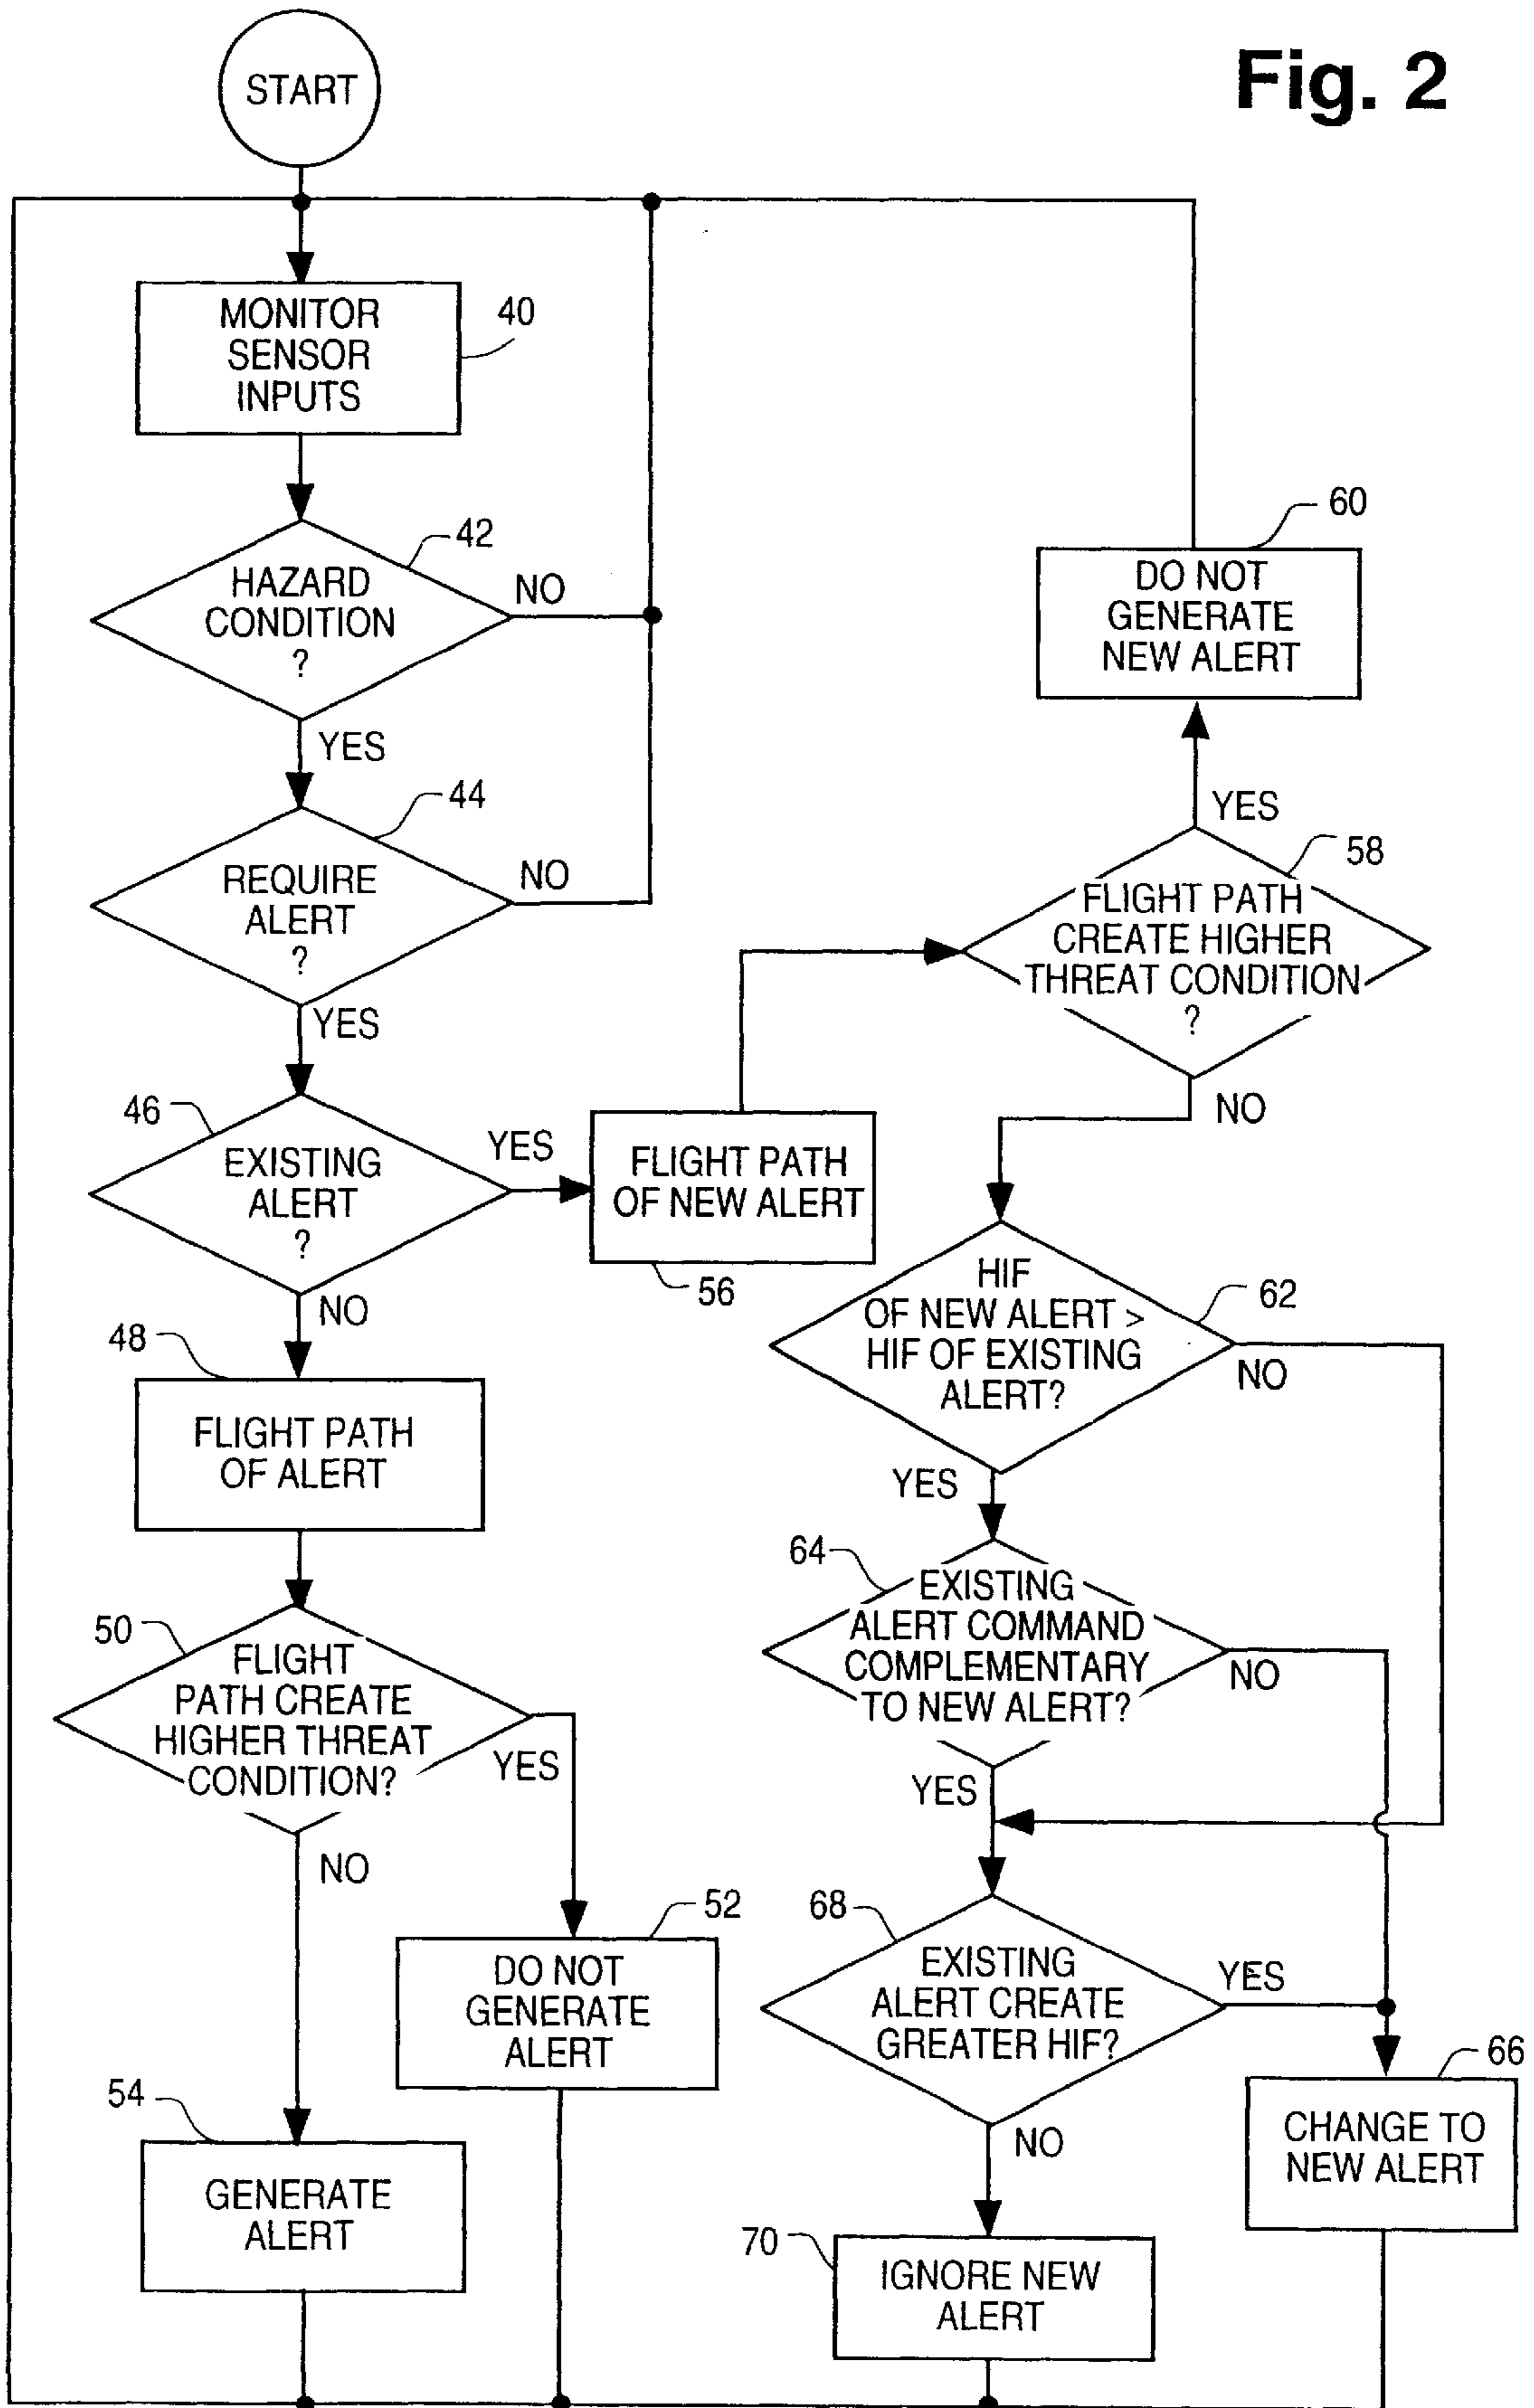 Fig. 2
START
MONITOR
SENSOR
INPUTS
40
HAZARD
CONDITION
?
42
NO
YES
REQUIRE
ALERT
?
44
NO
YES
EXISTING
ALERT
?
46
YES
NO
FLIGHT PATH
OF ALERT
48
FLIGHT
PATH CREATE
HIGHER THREAT
CONDITION?
50
YES
NO
DO NOT
GENERATE
ALERT
52
GENERATE
ALERT
54
FLIGHT PATH
OF NEW ALERT
56
FLIGHT PATH
CREATE HIGHER
THREAT CONDITION
?
58
YES
NO
DO NOT
GENERATE
NEW ALERT
60
HIF
OF NEW ALERT >
HIF OF EXISTING
ALERT?
62
NO
YES
EXISTING
ALERT COMMAND
COMPLEMENTARY
TO NEW ALERT?
64
NO
YES
EXISTING
ALERT CREATE
GREATER HIF?
68
YES
NO
CHANGE TO
NEW ALERT
66
IGNORE NEW
ALERT
70